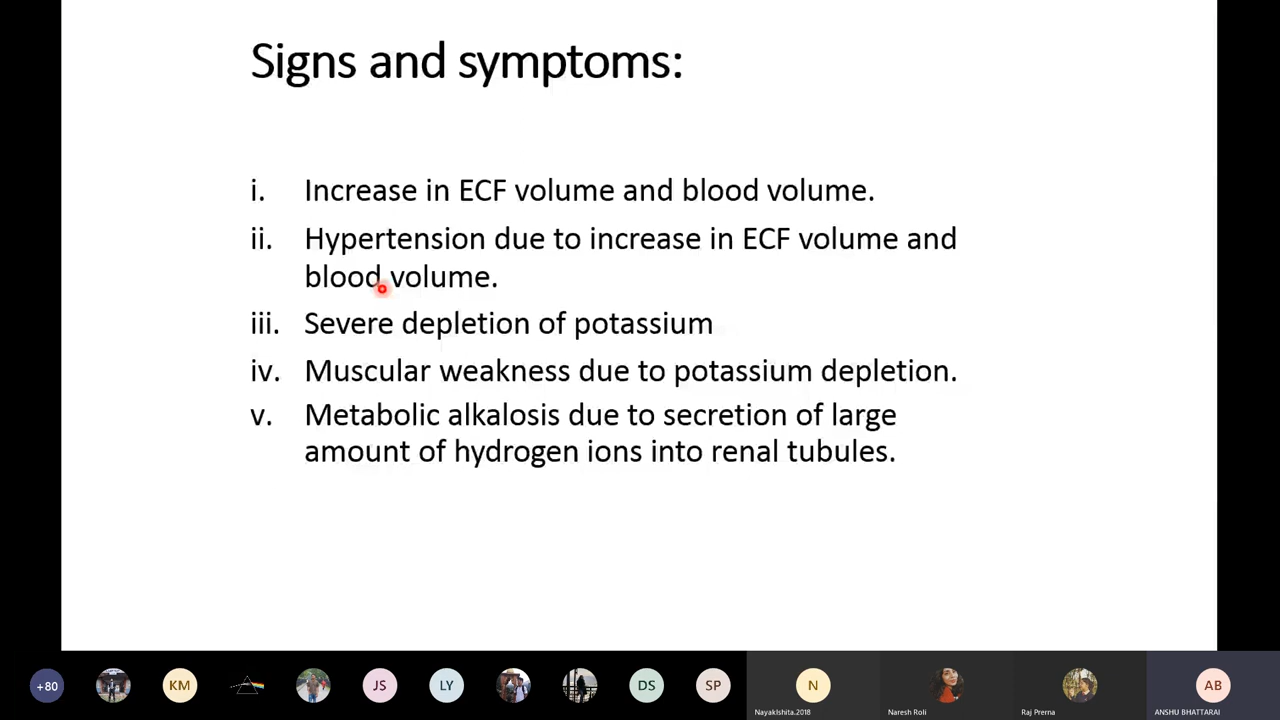 Signs and symptoms:
i. Increase in ECF volume and blood volume.
ii. Hypertension due to increase in ECF volume and
blood volume.
iii. Severe depletion of potassium
iv. Muscular weakness due to potassium depletion.
v. Metabolic alkalosis due to secretion of large
amount of hydrogen ions into renal tubules.
+80 KM JS LY DS SP N AB
NayakIshita.2018 Naresh Roli Raj Prerna ANSHU BHATTARAI